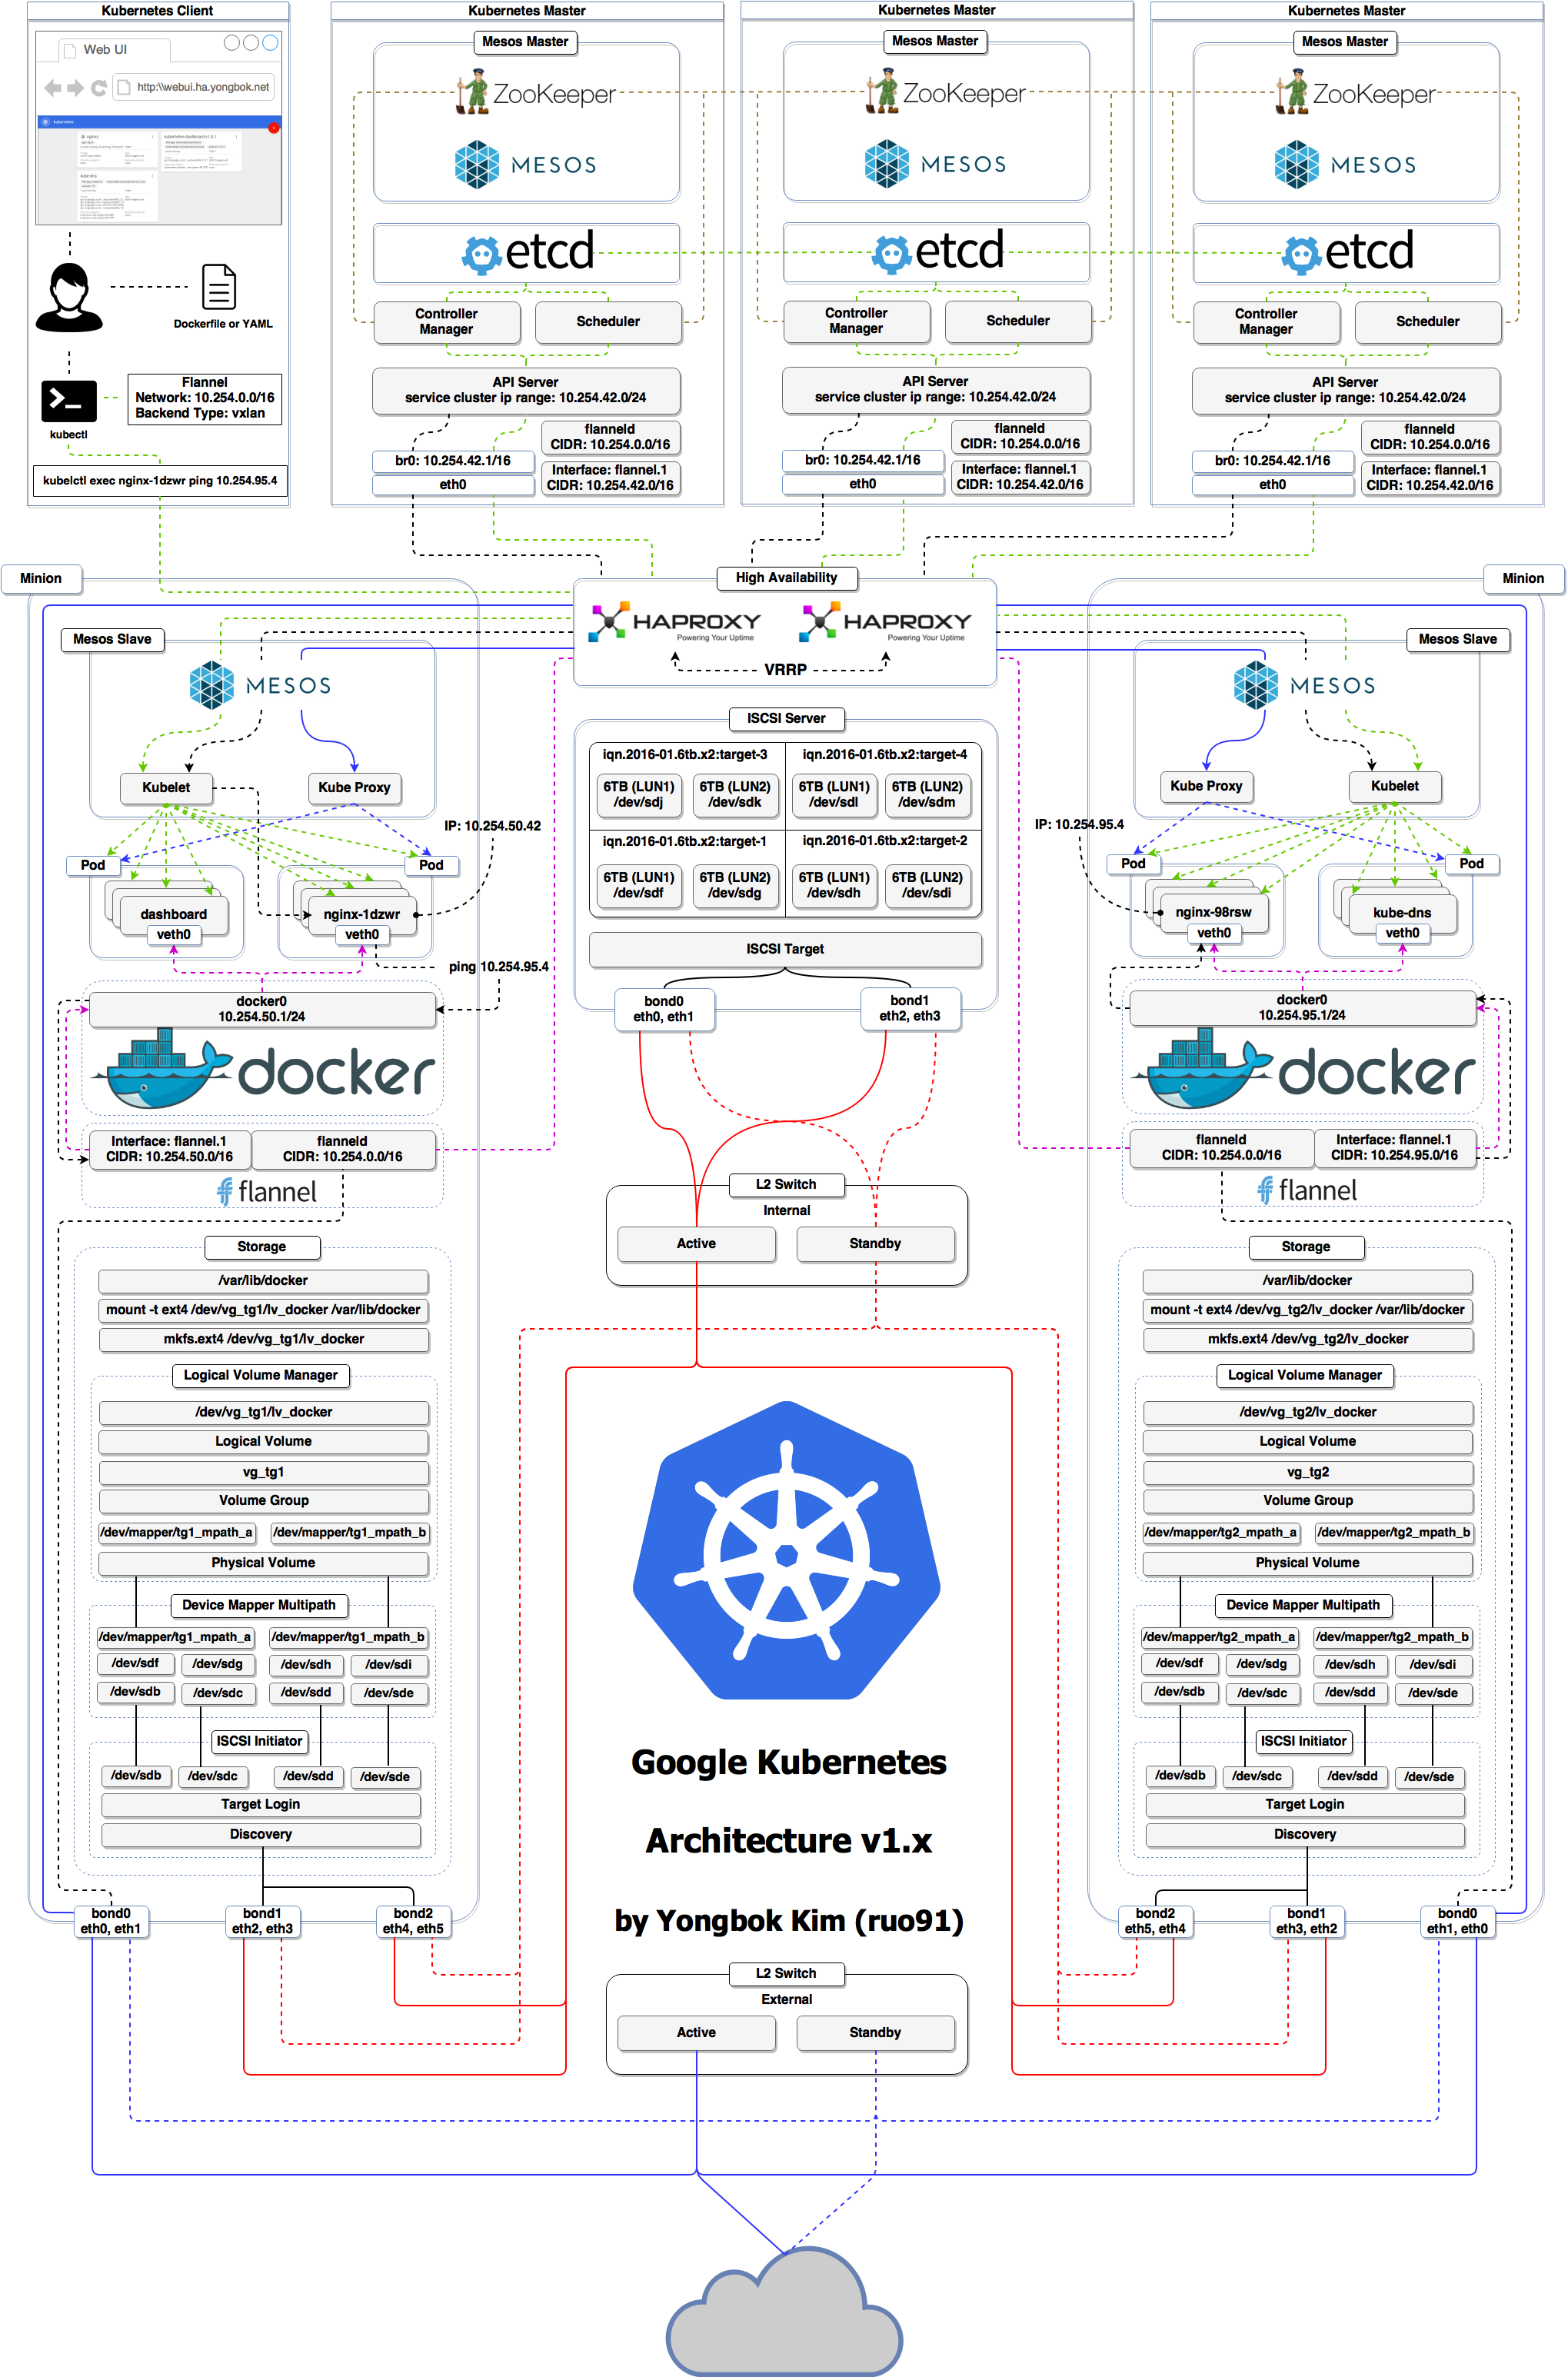 Kubernetes Client
Web UI
http://webui.ha.yongbok.net
kubernetes
nginx
kubernetes-dashboard-v1.0.1
kube-dns
Dockerfile or YAML
Flannel
Network: 10.254.0.0/16
Backend Type: vxlan
kubectl
kubelctl exec nginx-1dzwr ping 10.254.95.4
Kubernetes Master
Mesos Master
ZooKeeper
MESOS
etcd
Controller
Manager
Scheduler
API Server
service cluster ip range: 10.254.42.0/24
flanneld
CIDR: 10.254.0.0/16
br0: 10.254.42.1/16
eth0
Interface: flannel.1
CIDR: 10.254.42.0/16
Kubernetes Master
Mesos Master
ZooKeeper
MESOS
etcd
Controller
Manager
Scheduler
API Server
service cluster ip range: 10.254.42.0/24
flanneld
CIDR: 10.254.0.0/16
br0: 10.254.42.1/16
eth0
Interface: flannel.1
CIDR: 10.254.42.0/16
Kubernetes Master
Mesos Master
ZooKeeper
MESOS
etcd
Controller
Manager
Scheduler
API Server
service cluster ip range: 10.254.42.0/24
flanneld
CIDR: 10.254.0.0/16
br0: 10.254.42.1/16
eth0
Interface: flannel.1
CIDR: 10.254.42.0/16
Minion
Mesos Slave
MESOS
Kubelet
Kube Proxy
IP: 10.254.50.42
Pod
Pod
dashboard
veth0
nginx-1dzwr
veth0
ping 10.254.95.4
docker0
10.254.50.1/24
docker
Interface: flannel.1
CIDR: 10.254.50.0/16
flanneld
CIDR: 10.254.0.0/16
flannel
Storage
/var/lib/docker
mount -t ext4 /dev/vg_tg1/lv_docker /var/lib/docker
mkfs.ext4 /dev/vg_tg1/lv_docker
Logical Volume Manager
/dev/vg_tg1/lv_docker
Logical Volume
vg_tg1
Volume Group
/dev/mapper/tg1_mpath_a
/dev/mapper/tg1_mpath_b
Physical Volume
Device Mapper Multipath
/dev/mapper/tg1_mpath_a
/dev/mapper/tg1_mpath_b
/dev/sdf
/dev/sdg
/dev/sdh
/dev/sdi
/dev/sdb
/dev/sdc
/dev/sdd
/dev/sde
ISCSI Initiator
/dev/sdb
/dev/sdc
/dev/sdd
/dev/sde
Target Login
Discovery
bond0
eth0, eth1
bond1
eth2, eth3
bond2
eth4, eth5
High Availability
HAPROXY
Powering Your Uptime
HAPROXY
Powering Your Uptime
VRRP
ISCSI Server
iqn.2016-01.6tb.x2:target-3
6TB (LUN1)
/dev/sdj
6TB (LUN2)
/dev/sdk
iqn.2016-01.6tb.x2:target-4
6TB (LUN1)
/dev/sdl
6TB (LUN2)
/dev/sdm
iqn.2016-01.6tb.x2:target-1
6TB (LUN1)
/dev/sdf
6TB (LUN2)
/dev/sdg
iqn.2016-01.6tb.x2:target-2
6TB (LUN1)
/dev/sdh
6TB (LUN2)
/dev/sdi
ISCSI Target
bond0
eth0, eth1
bond1
eth2, eth3
L2 Switch
Internal
Active
Standby
Google Kubernetes
Architecture v1.x
by Yongbok Kim (ruo91)
L2 Switch
External
Active
Standby
Minion
Mesos Slave
MESOS
Kube Proxy
Kubelet
IP: 10.254.95.4
Pod
Pod
nginx-98rsw
veth0
kube-dns
veth0
docker0
10.254.95.1/24
docker
flanneld
CIDR: 10.254.0.0/16
Interface: flannel.1
CIDR: 10.254.95.0/16
flannel
Storage
/var/lib/docker
mount -t ext4 /dev/vg_tg2/lv_docker /var/lib/docker
mkfs.ext4 /dev/vg_tg2/lv_docker
Logical Volume Manager
/dev/vg_tg2/lv_docker
Logical Volume
vg_tg2
Volume Group
/dev/mapper/tg2_mpath_a
/dev/mapper/tg2_mpath_b
Physical Volume
Device Mapper Multipath
/dev/mapper/tg2_mpath_a
/dev/mapper/tg2_mpath_b
/dev/sdf
/dev/sdg
/dev/sdh
/dev/sdi
/dev/sdb
/dev/sdc
/dev/sdd
/dev/sde
ISCSI Initiator
/dev/sdb
/dev/sdc
/dev/sdd
/dev/sde
Target Login
Discovery
bond2
eth5, eth4
bond1
eth3, eth2
bond0
eth1, eth0